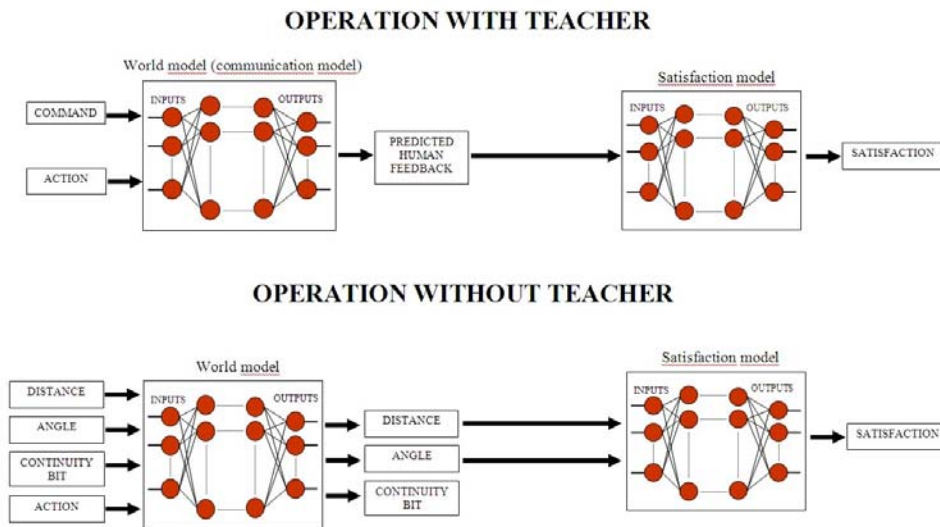 OPERATION WITH TEACHER
World model (communication model)
Satisfaction model
INPUTS
OUTPUTS
INPUTS
OUTPUTS
COMMAND
ACTION
PREDICTED
HUMAN
FEEDBACK
SATISFACTION
OPERATION WITHOUT TEACHER
World model
Satisfaction model
DISTANCE
ANGLE
CONTINUITY
BIT
ACTION
INPUTS
OUTPUTS
DISTANCE
ANGLE
CONTINUITY
BIT
INPUTS
OUTPUTS
SATISFACTION